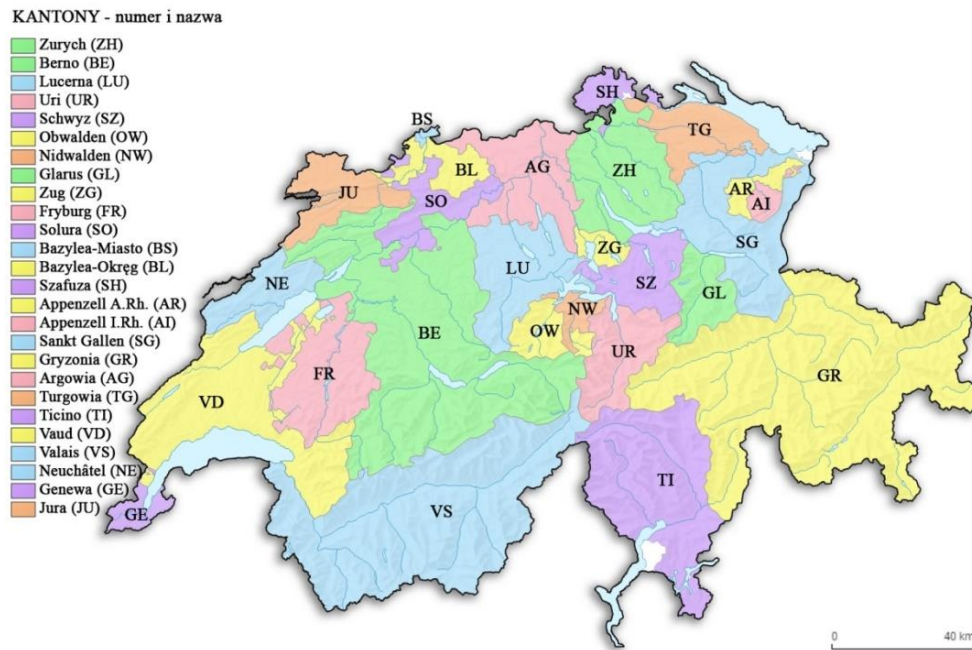 KANTONY - numer i nazwa
Zurych (ZH)
Berno (BE)
Lucerna (LU)
Uri (UR)
Schwyz (SZ)
Obwalden (OW)
Nidwalden (NW)
Glarus (GL)
Zug (ZG)
Fryburg (FR)
Solura (SO)
Bazylea-Miasto (BS)
Bazylea-Okręg (BL)
Szafuza (SH)
Appenzell A.Rh. (AR)
Appenzell I.Rh. (AI)
Sankt Gallen (SG)
Gryzonia (GR)
Argowia (AG)
Turgowia (TG)
Ticino (TI)
Vaud (VD)
Valais (VS)
Neuchâtel (NE)
Genewa (GE)
Jura (JU)
SH
BS
TG
AG
BL
ZH
JU
AR
SO
AI
ZG
SG
LU
NE
SZ
GL
NW
OW
BE
UR
FR
GR
VD
TI
VS
GE
0 40 km